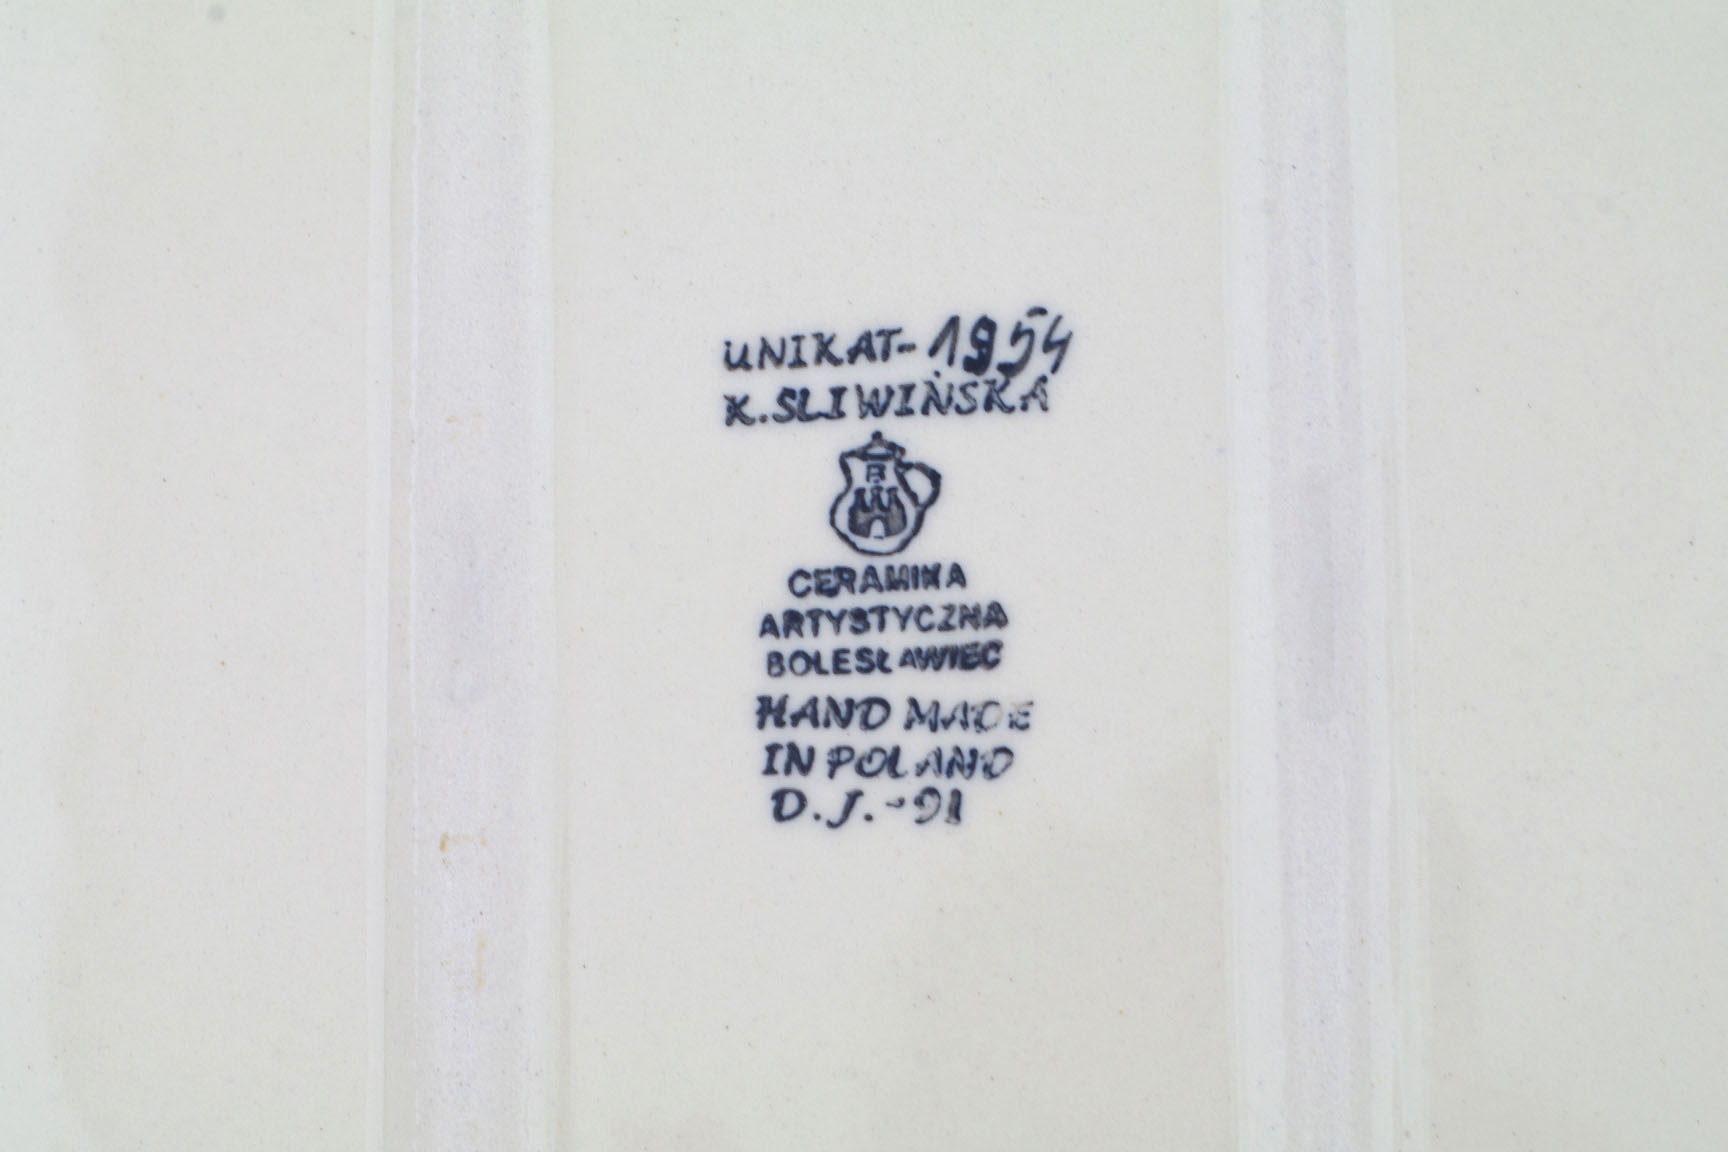 UNIKAT-1954
K.SLIWIŃSKA
B
CERAMIKA
ARTYSTYCZNA
BOLESŁAWIEC
HAND MADE
IN POLAND
D.J.-91